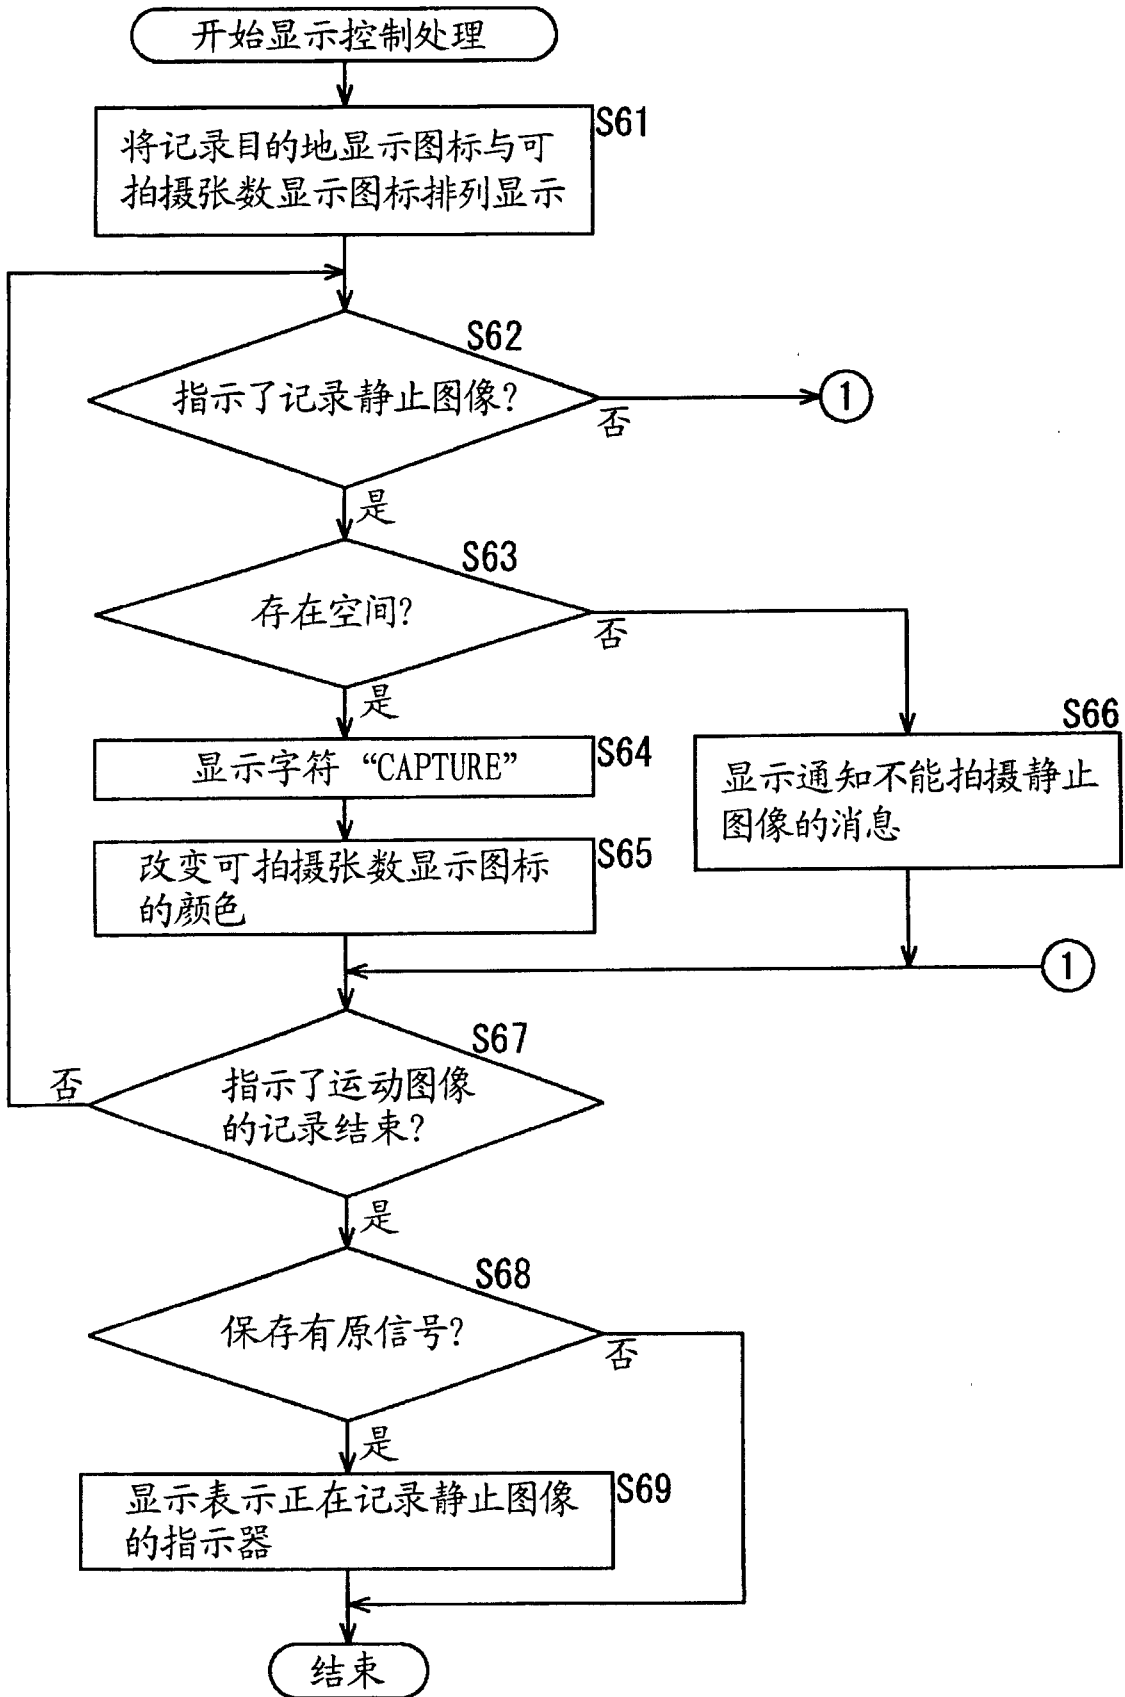 开始显示控制处理
S61
将记录目的地显示图标与可
拍摄张数显示图标排列显示
S62
指示了记录静止图像?
否
1
是
S63
存在空间?
否
是
S64
显示字符 “CAPTURE”
S66
显示通知不能拍摄静止
图像的消息
S65
改变可拍摄张数显示图标
的颜色
1
S67
指示了运动图像
的记录结束?
否
是
S68
保存有原信号?
否
是
S69
显示表示正在记录静止图像
的指示器
结束